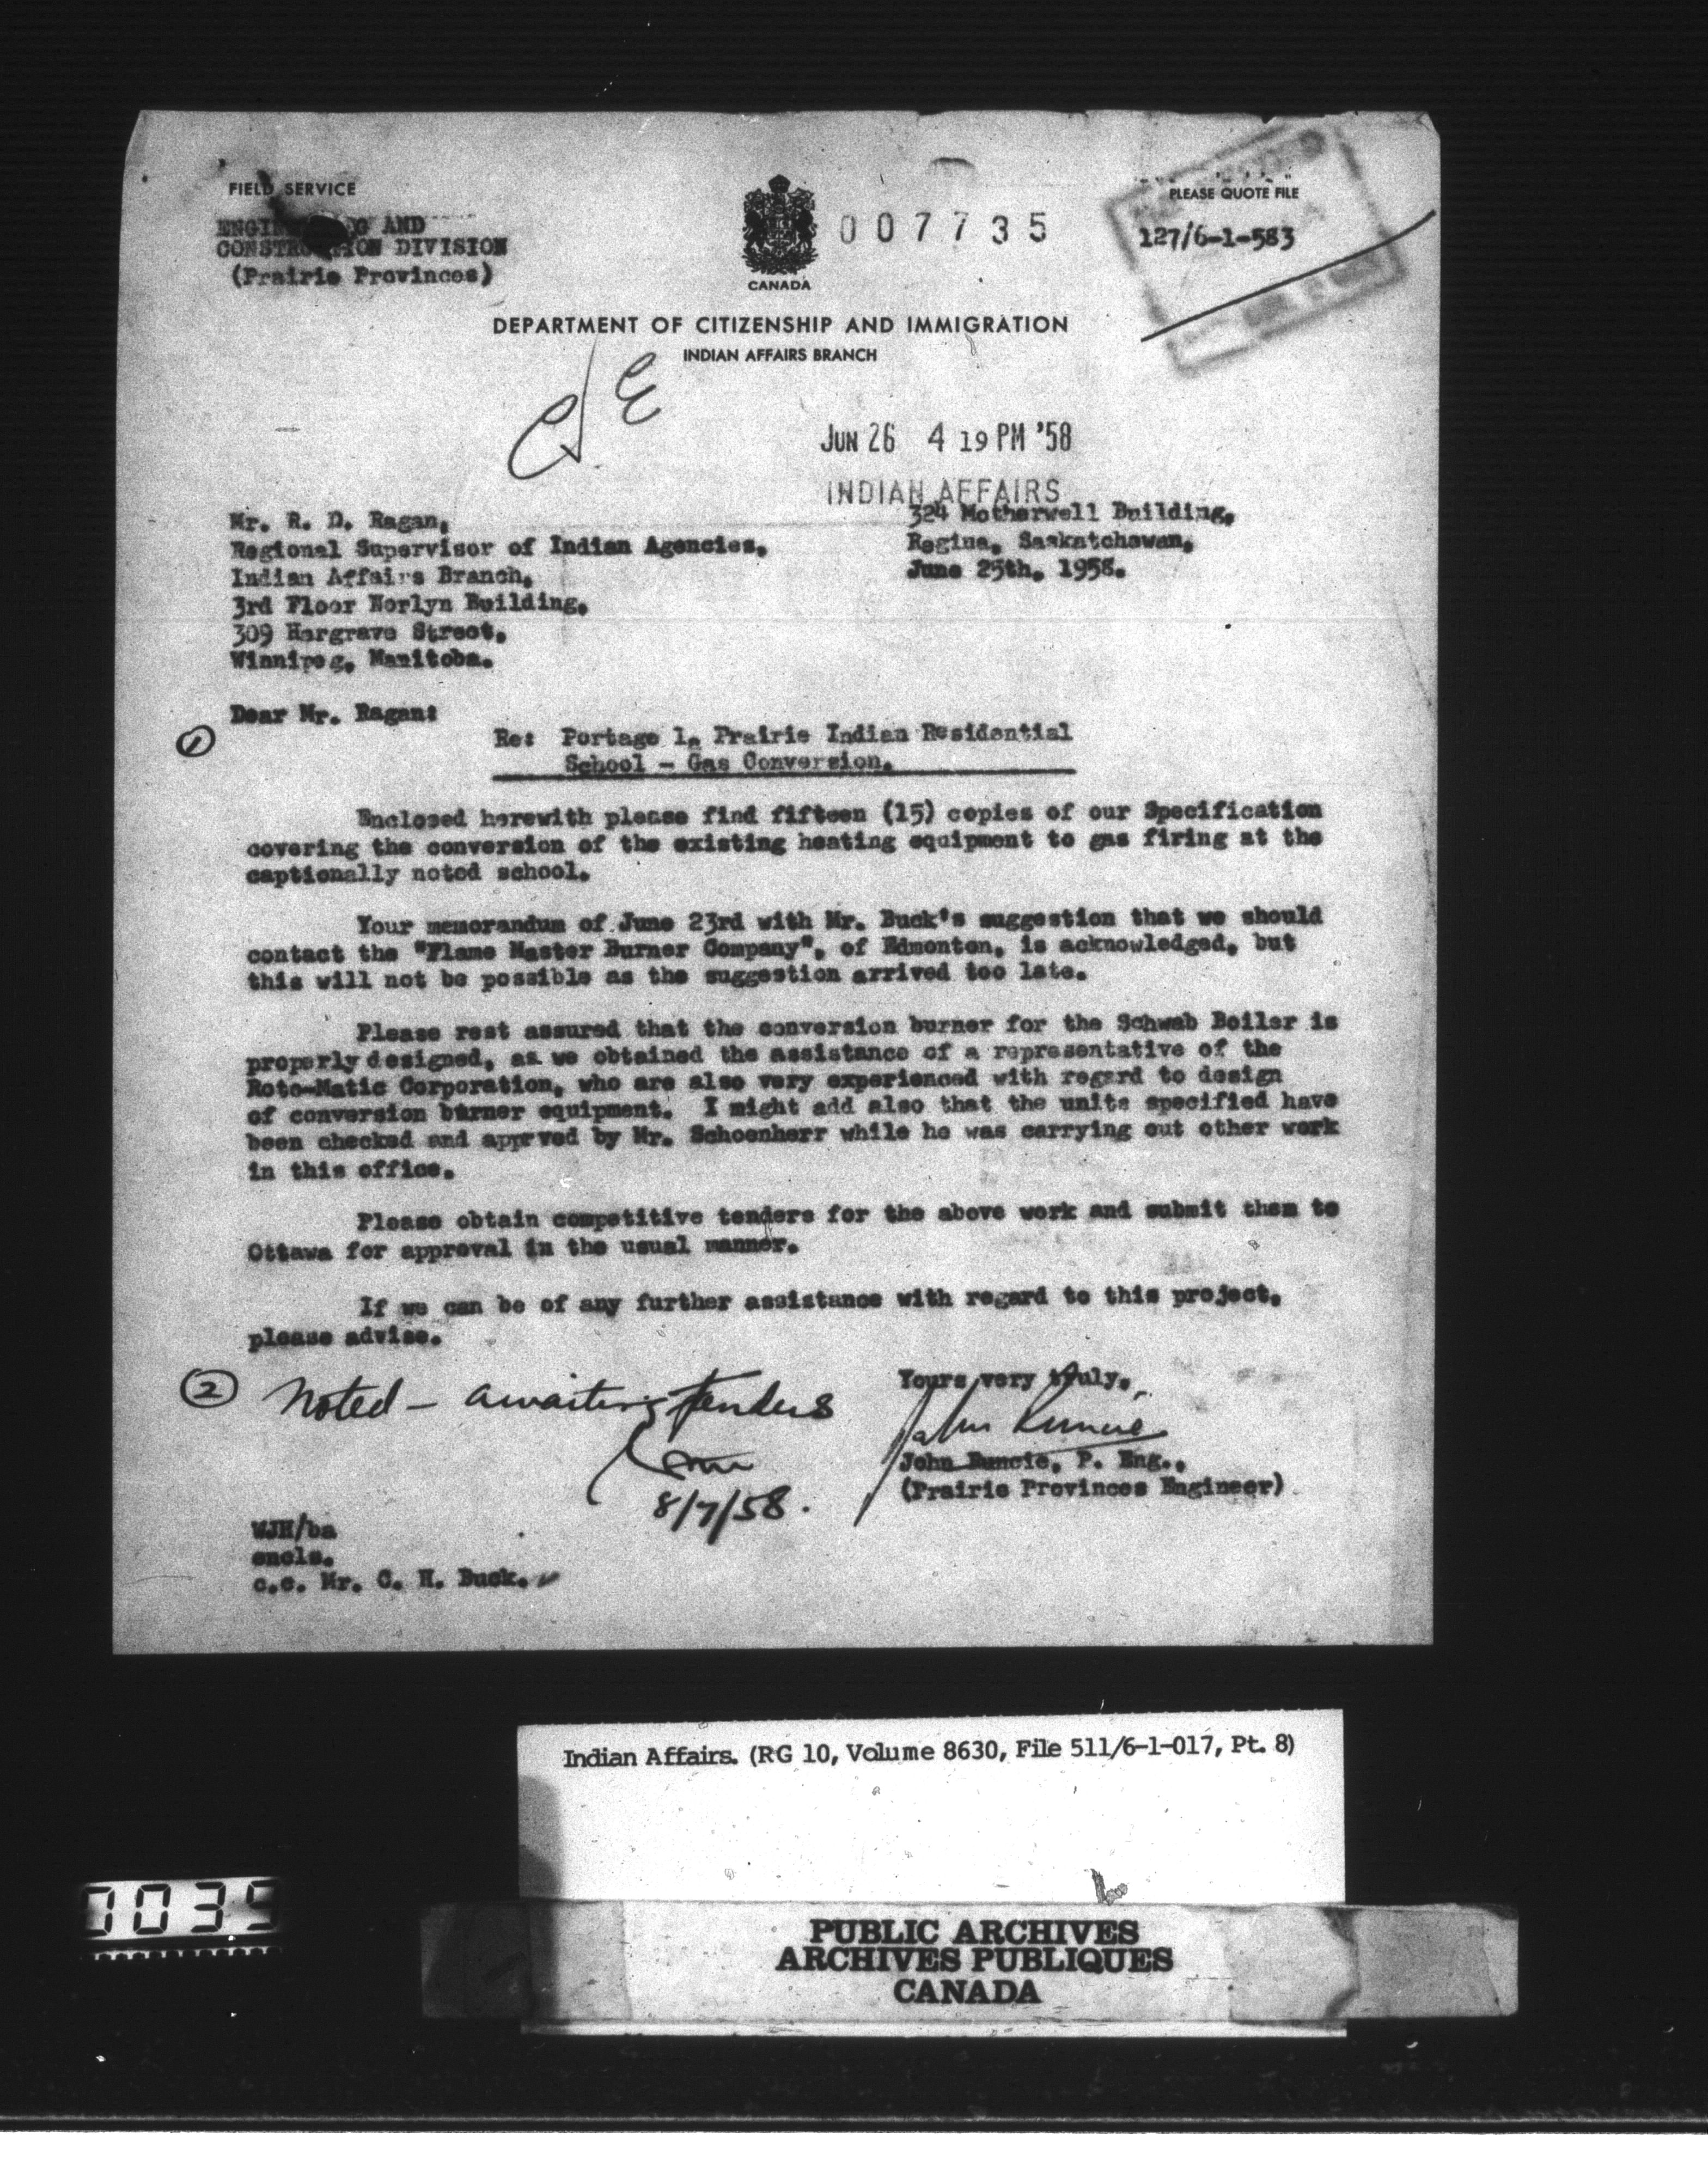 FIELD SERVICE
PLEASE QUOTE FILE
ENGINEERING AND
CONSTRUCTION DIVISION
(Prairie Provinces)
007735
127/6-1-583
CANADA
DEPARTMENT OF CITIZENSHIP AND IMMIGRATION
INDIAN AFFAIRS BRANCH
JUN 26 4 19 PM '58
INDIAN AFFAIRS
324 Motherwell Building,
Regina, Saskatchewan,
June 25th, 1958.
Mr. R. D. Ragan,
Regional Supervisor of Indian Agencies,
Indian Affairs Branch,
3rd Floor Norlyn Building,
309 Hargrave Street,
Winnipeg, Manitoba.
Dear Mr. Ragan:
1
Re: Portage la Prairie Indian Residential
School - Gas Conversion.
Enclosed herewith please find fifteen (15) copies of our Specification
covering the conversion of the existing heating equipment to gas firing at the
captionally noted school.
Your memorandum of June 23rd with Mr. Buck's suggestion that we should
contact the "Flame Master Burner Company", of Edmonton, is acknowledged, but
this will not be possible as the suggestion arrived too late.
Please rest assured that the conversion burner for the Schwab Boiler is
properly designed, as we obtained the assistance of a representative of the
Roto-Matic Corporation, who are also very experienced with regard to design
of conversion burner equipment. I might add also that the units specified have
been checked and apprved by Mr. Schoenherr while he was carrying out other work
in this office.
Please obtain competitive tenders for the above work and submit them to
Ottawa for approval in the usual manner.
If we can be of any further assistance with regard to this project,
please advise.
2 Noted - awaiting tenders
8/7/58.
Yours very truly,
John Runcie
John Runcie, P. Eng.,
(Prairie Provinces Engineer)
WJH/ba
encls.
c.c. Mr. C. H. Buck.
Indian Affairs. (RG 10, Volume 8630, File 511/6-1-017, Pt. 8)
0035
PUBLIC ARCHIVES
ARCHIVES PUBLIQUES
CANADA